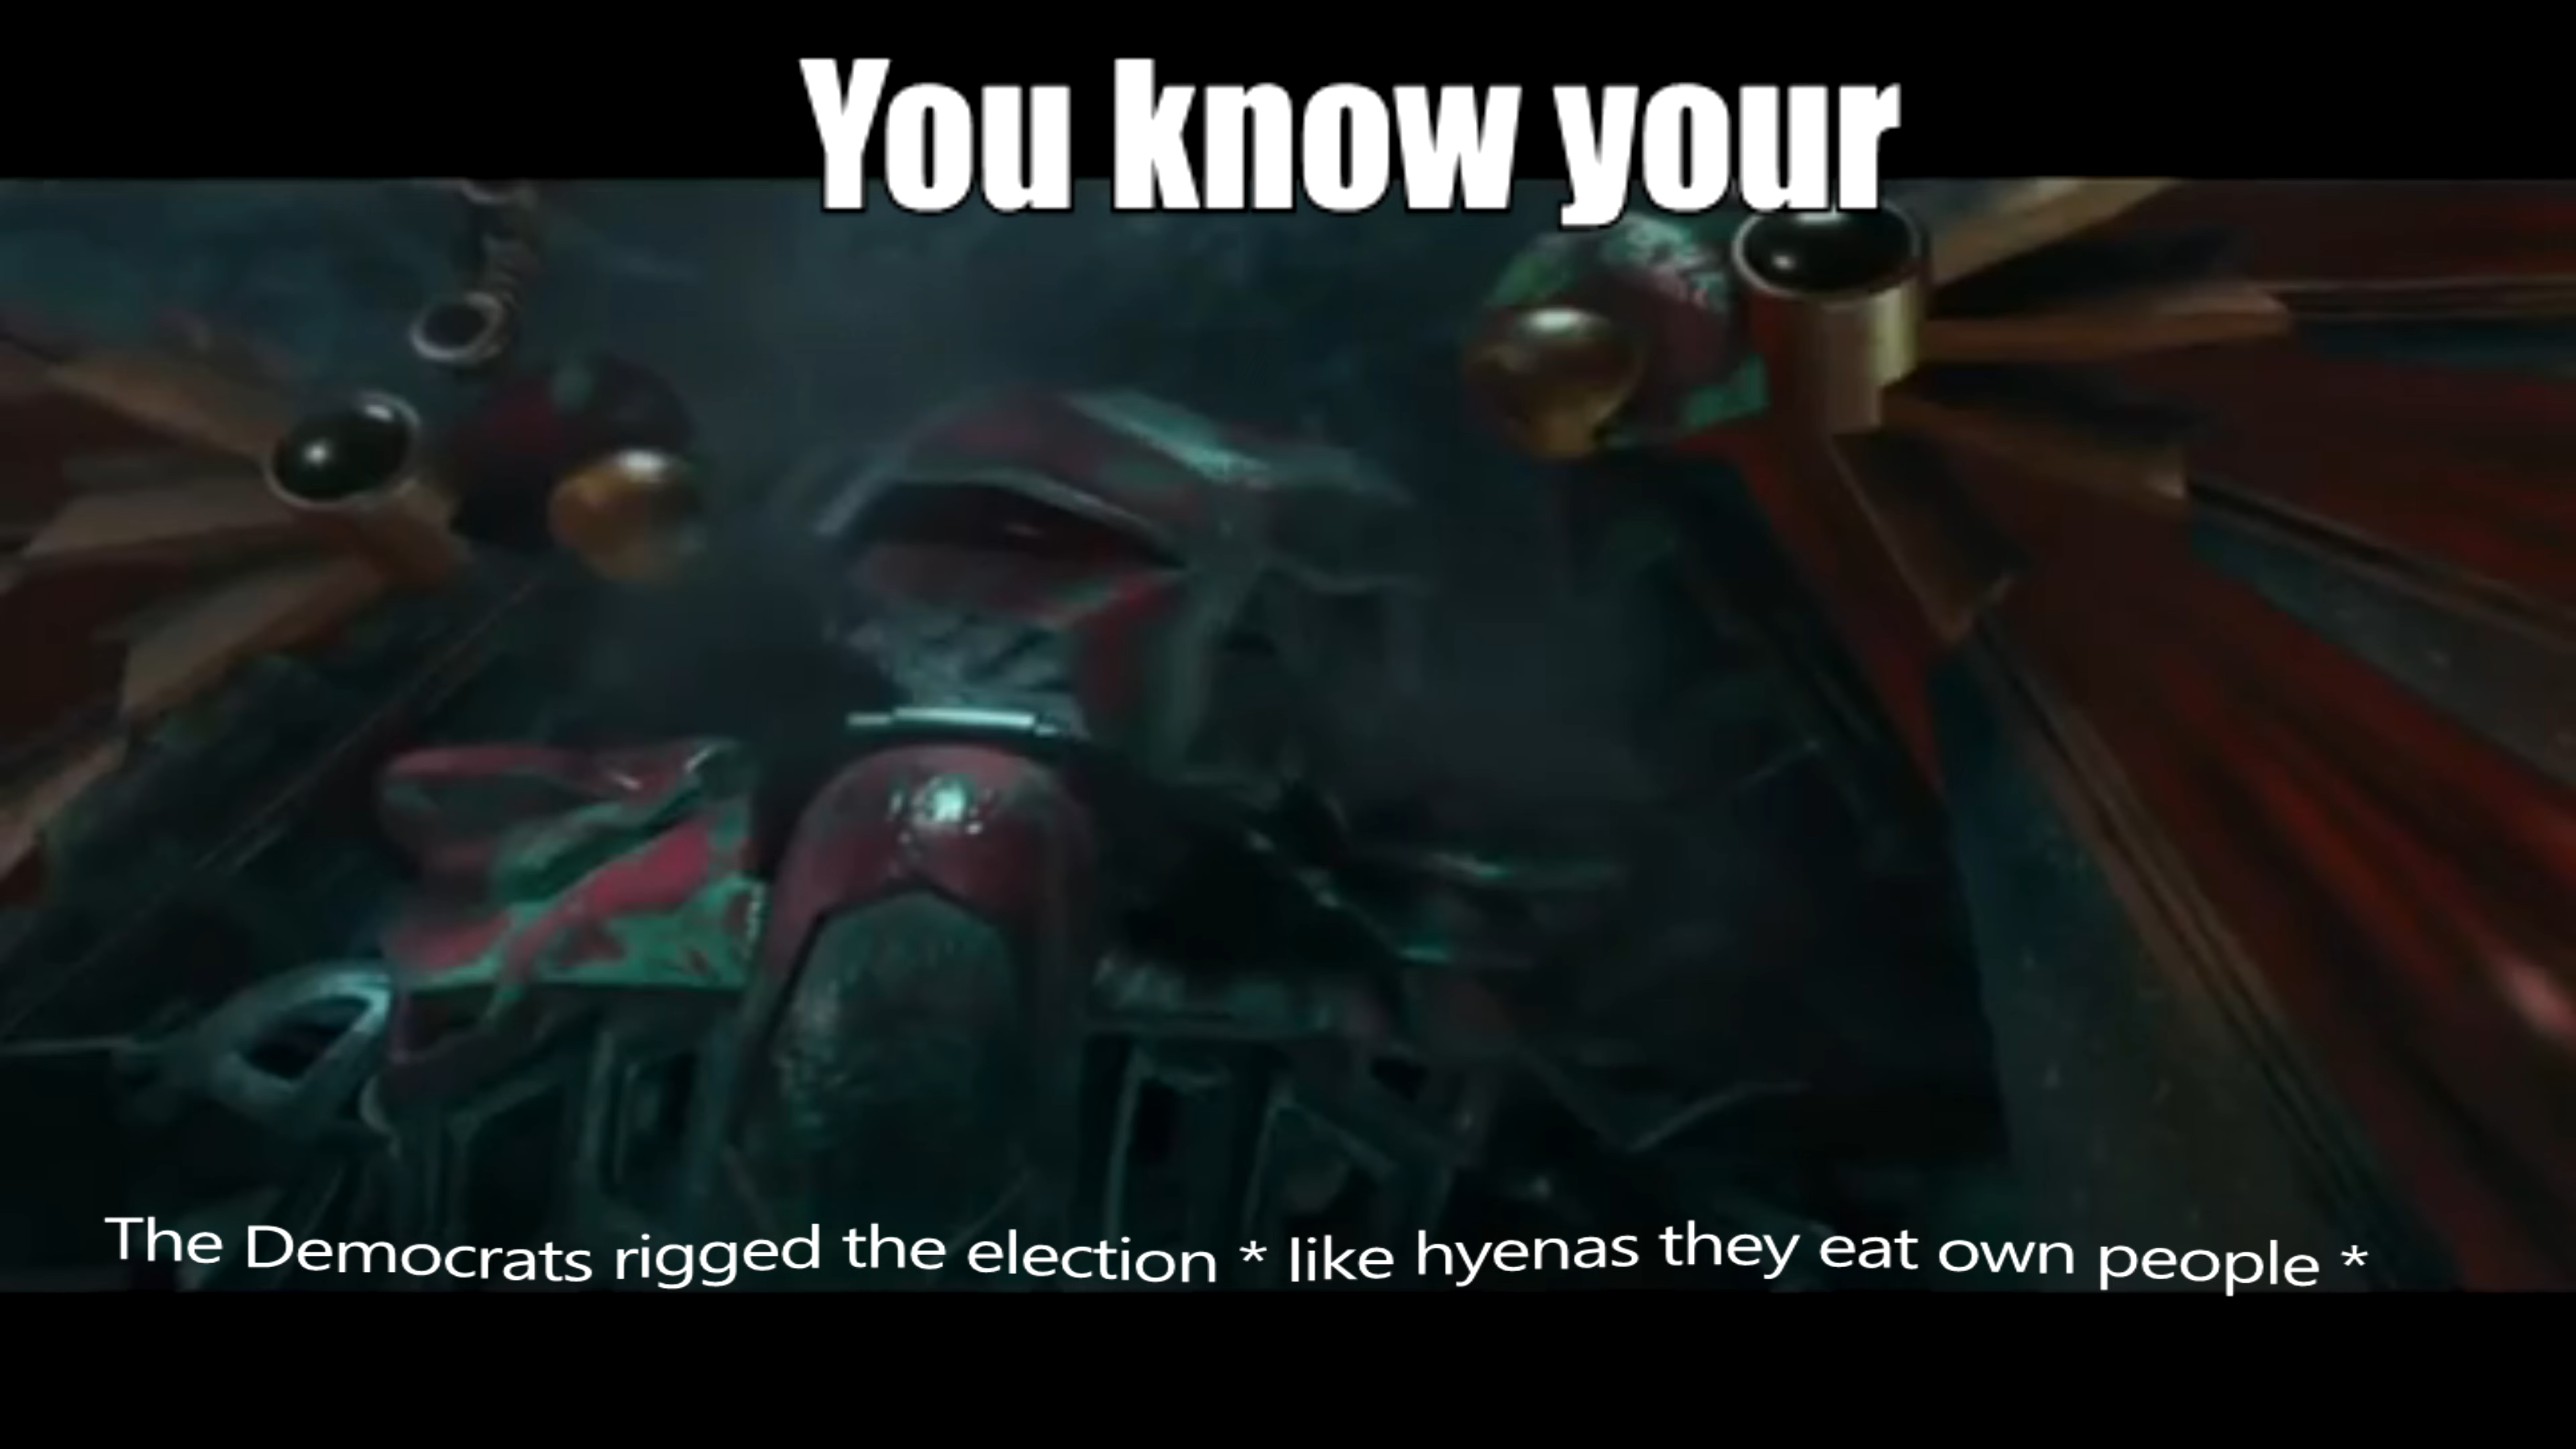 You know your
The Democrats rigged the election * like hyenas they eat own people *